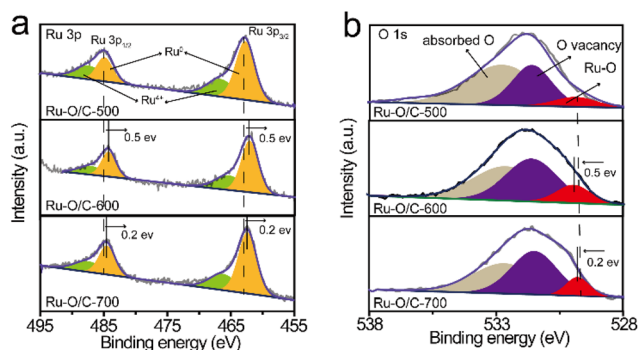 a
Ru 3p
Ru 3p1/2
Ru 3p3/2
Ru0
Ru4+
Ru-O/C-500
0.5 ev
0.5 ev
Ru-O/C-600
0.2 ev
0.2 ev
Ru-O/C-700
Intensity (a.u.)
495 485 475 465 455
Binding energy (eV)
b
O 1s
absorbed O
O vacancy
Ru-O
Ru-O/C-500
0.5 ev
Ru-O/C-600
0.2 ev
Ru-O/C-700
Intensity (a.u.)
538 533 528
Binding energy (eV)